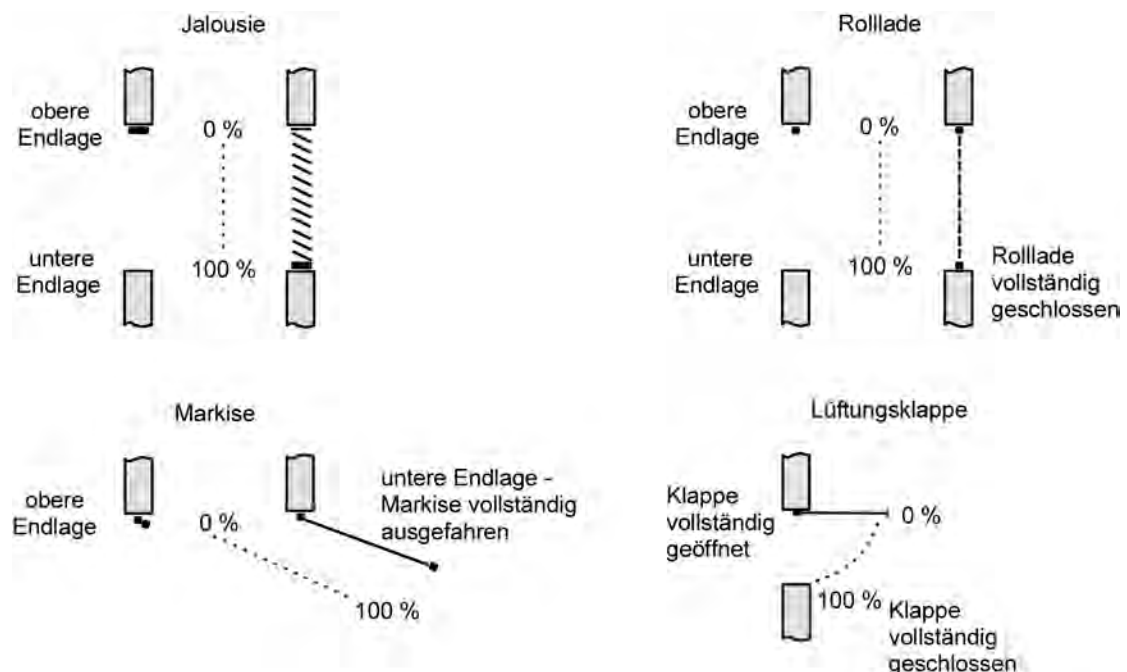 Jalousie
obere
Endlage
0 %
untere
Endlage
100 %
Rolllade
obere
Endlage
0 %
untere
Endlage
100 %
Rolllade
vollständig
geschlossen
Markise
obere
Endlage
0 %
100 %
untere Endlage -
Markise vollständig
ausgefahren
Lüftungsklappe
Klappe
vollständig
geöffnet
0 %
100 %
Klappe
vollständig
geschlossen